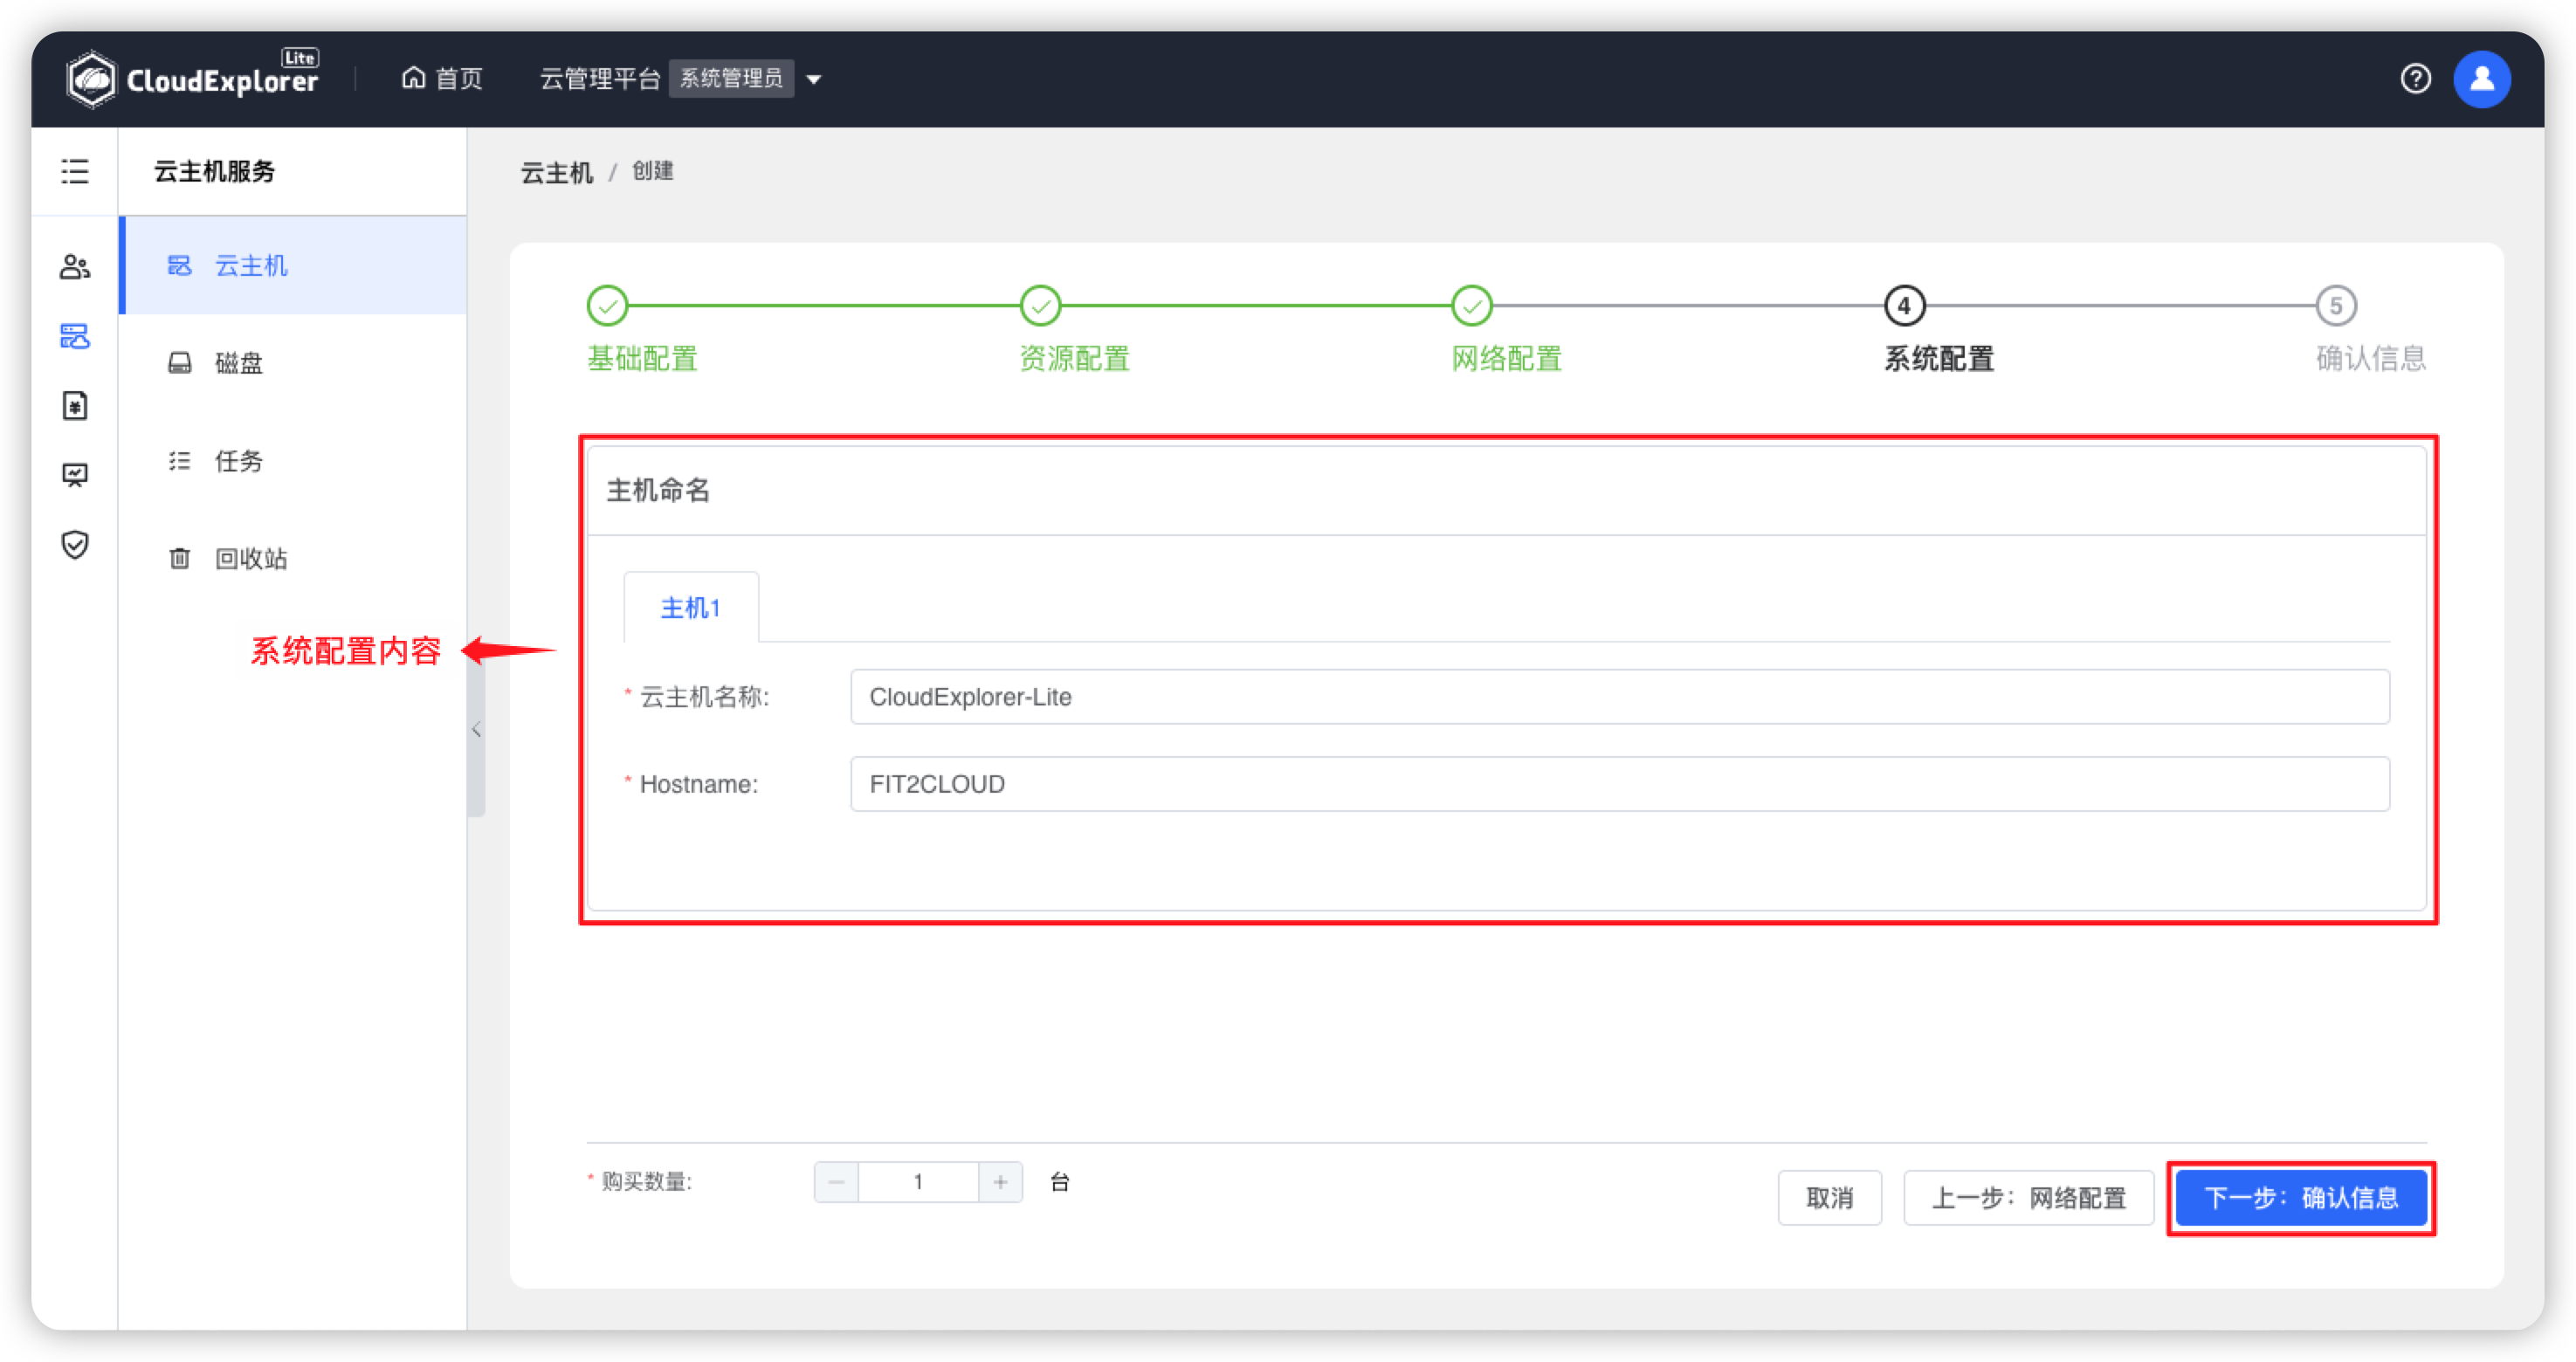 CloudExplorer Lite
首页
云管理平台 系统管理员
云主机服务
云主机
磁盘
任务
回收站
系统配置内容
云主机 / 创建
基础配置
资源配置
网络配置
4
系统配置
5
确认信息
主机命名
主机1
* 云主机名称:
CloudExplorer-Lite
* Hostname:
FIT2CLOUD
* 购买数量:
1
台
取消
上一步：网络配置
下一步：确认信息